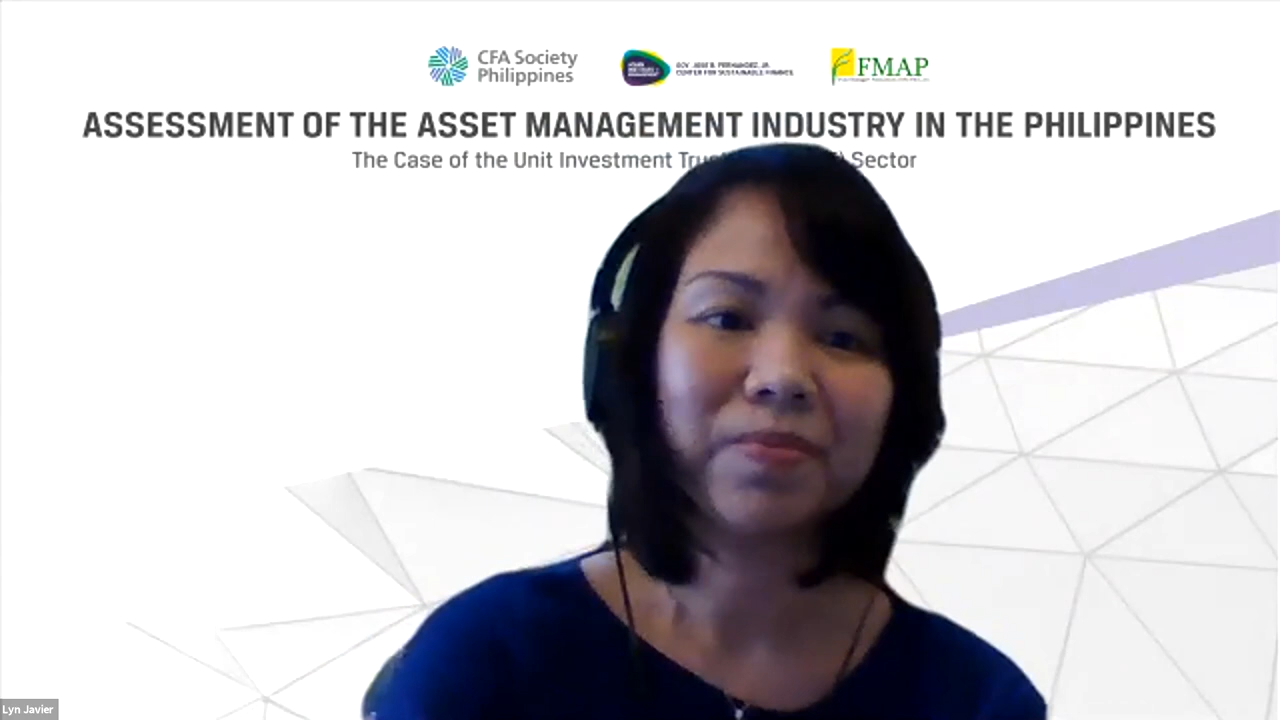 CFA Society
Philippines
GOV. JOSE B. FERNANDEZ, JR.
CENTER FOR SUSTAINABLE FINANCE
FMAP
ASSESSMENT OF THE ASSET MANAGEMENT INDUSTRY IN THE PHILIPPINES
The Case of the Unit Investment Sector
Lyn Javier